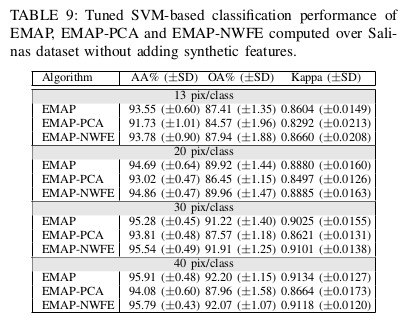 TABLE 9: Tuned SVM-based classification performance of
EMAP, EMAP-PCA and EMAP-NWFE computed over Sali-
nas dataset without adding synthetic features.
Algorithm AA% (±SD) OA% (±SD) Kappa (±SD)
13 pix/class
EMAP 93.55 (±0.60) 87.41 (±1.35) 0.8604 (±0.0149)
EMAP-PCA 91.73 (±1.01) 84.57 (±1.96) 0.8292 (±0.0213)
EMAP-NWFE 93.78 (±0.90) 87.94 (±1.88) 0.8660 (±0.0208)
20 pix/class
EMAP 94.69 (±0.64) 89.92 (±1.44) 0.8880 (±0.0160)
EMAP-PCA 93.02 (±0.47) 86.45 (±1.15) 0.8497 (±0.0126)
EMAP-NWFE 94.86 (±0.47) 89.96 (±1.47) 0.8885 (±0.0163)
30 pix/class
EMAP 95.28 (±0.45) 91.22 (±1.40) 0.9025 (±0.0155)
EMAP-PCA 93.81 (±0.48) 87.57 (±1.18) 0.8621 (±0.0131)
EMAP-NWFE 95.54 (±0.49) 91.91 (±1.25) 0.9101 (±0.0138)
40 pix/class
EMAP 95.91 (±0.48) 92.20 (±1.15) 0.9134 (±0.0127)
EMAP-PCA 94.08 (±0.60) 87.96 (±1.58) 0.8664 (±0.0173)
EMAP-NWFE 95.79 (±0.43) 92.07 (±1.07) 0.9118 (±0.0120)